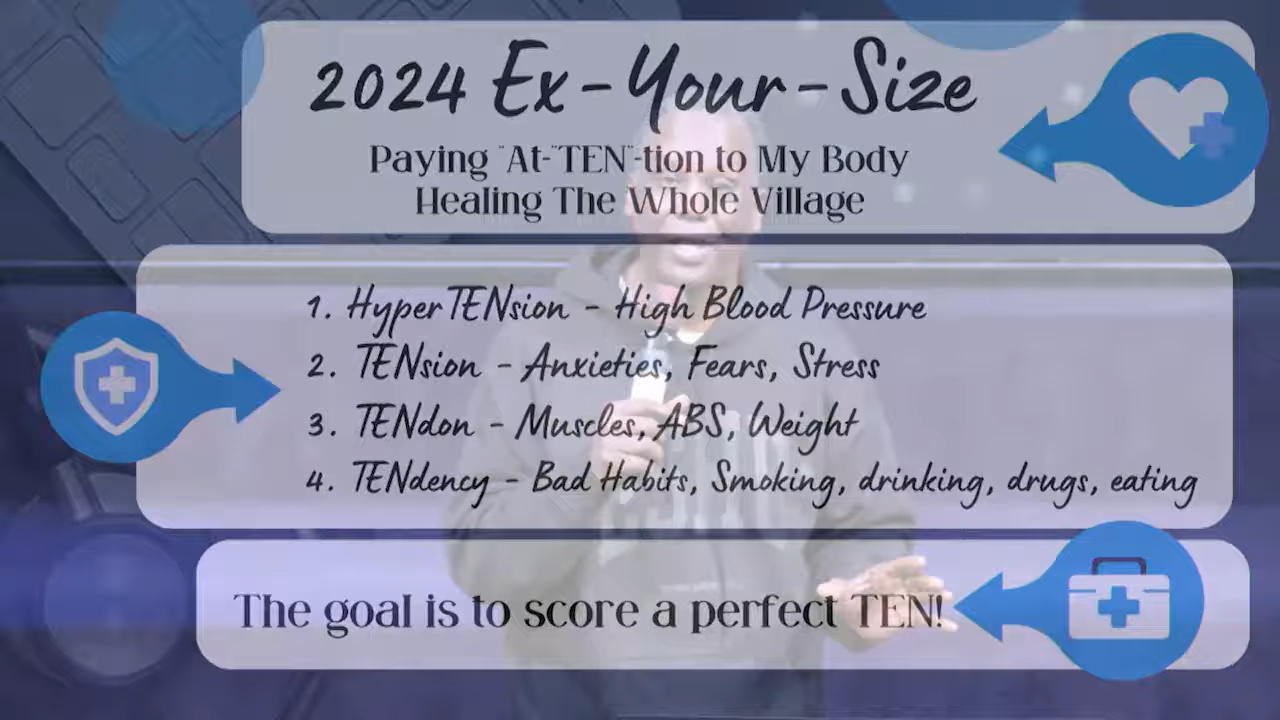 2024 Ex-Your-Size
Paying "At-"TEN"-tion to My Body
Healing The Whole Village
1. HyperTENsion - High Blood Pressure
2. TENsion - Anxieties, Fears, Stress
3. TENdon - Muscles, ABS, Weight
4. TENdency - Bad Habits, Smoking, drinking, drugs, eating
The goal is to score a perfect TEN!